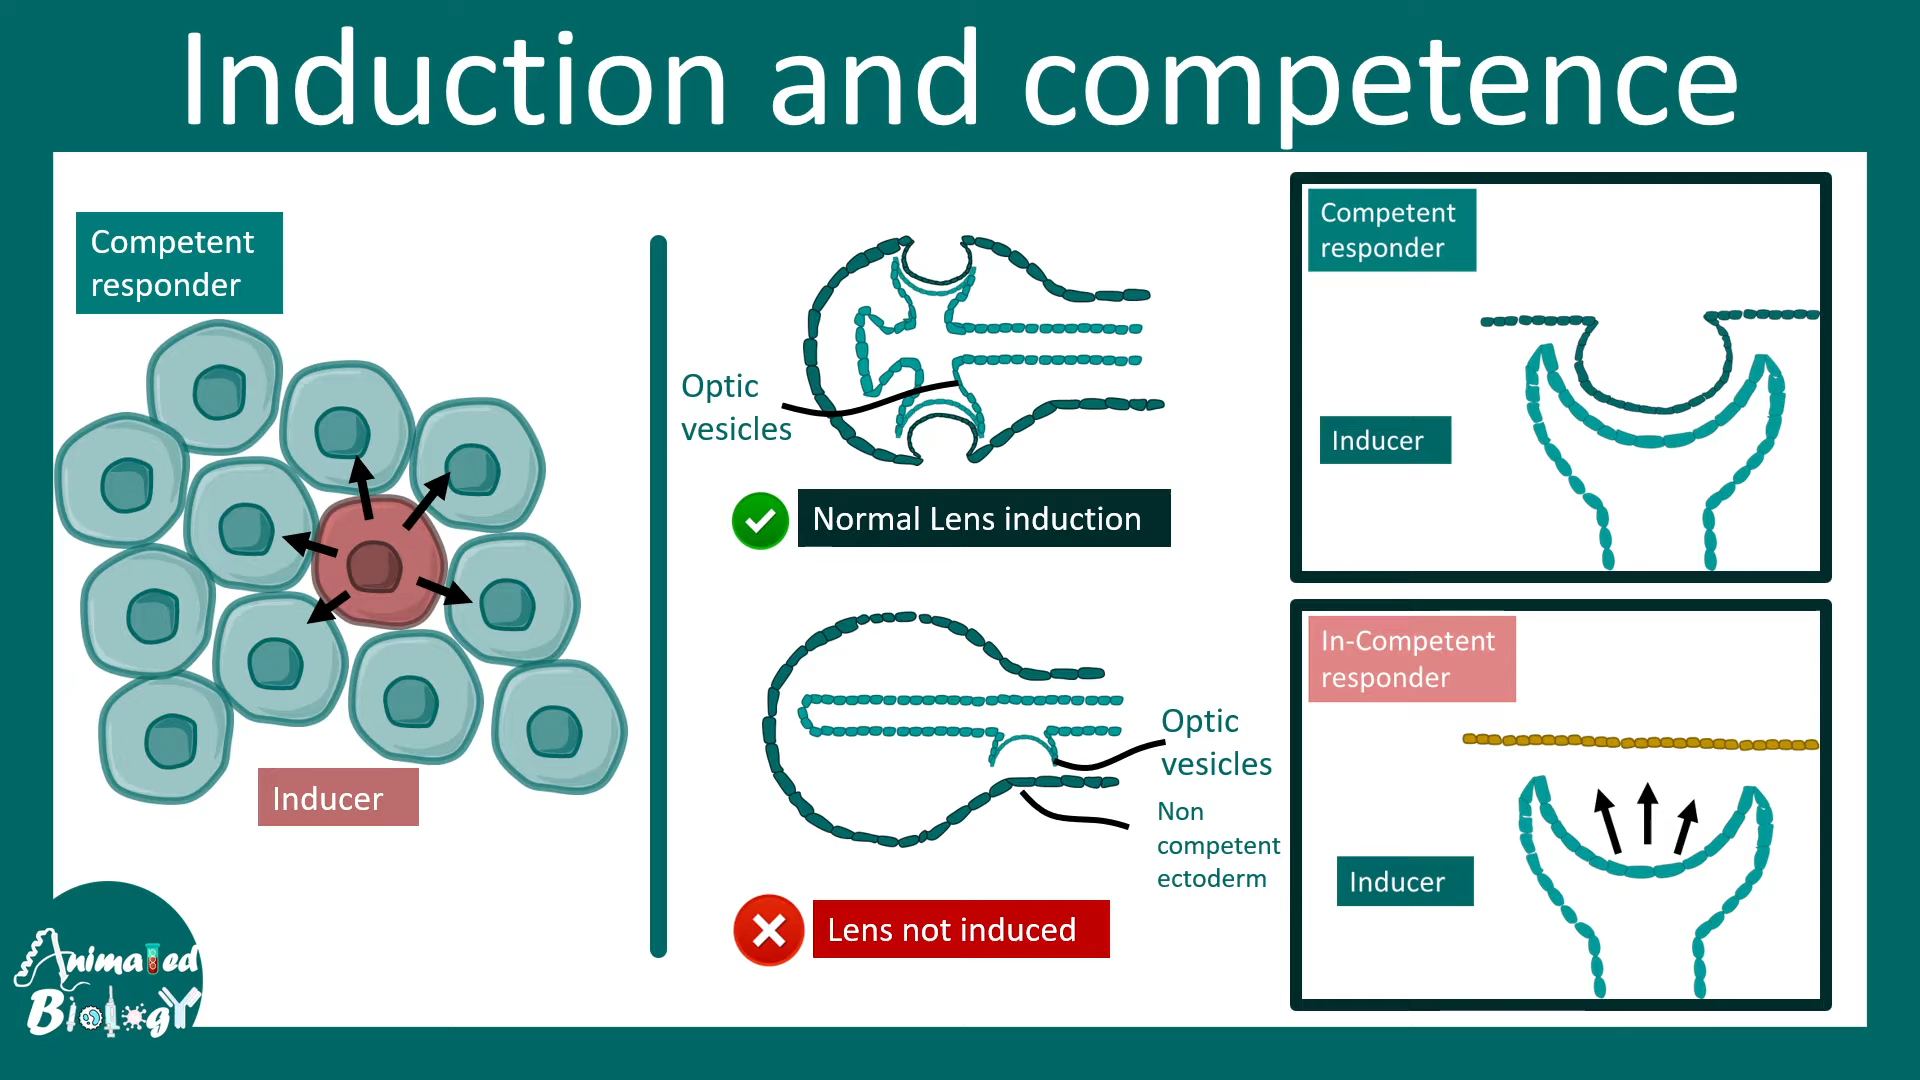 Induction and competence
Competent
responder
Inducer
Optic
vesicles
Normal Lens induction
Optic
vesicles
Non
competent
ectoderm
Lens not induced
Competent
responder
Inducer
In-Competent
responder
Inducer
Animated
Biology